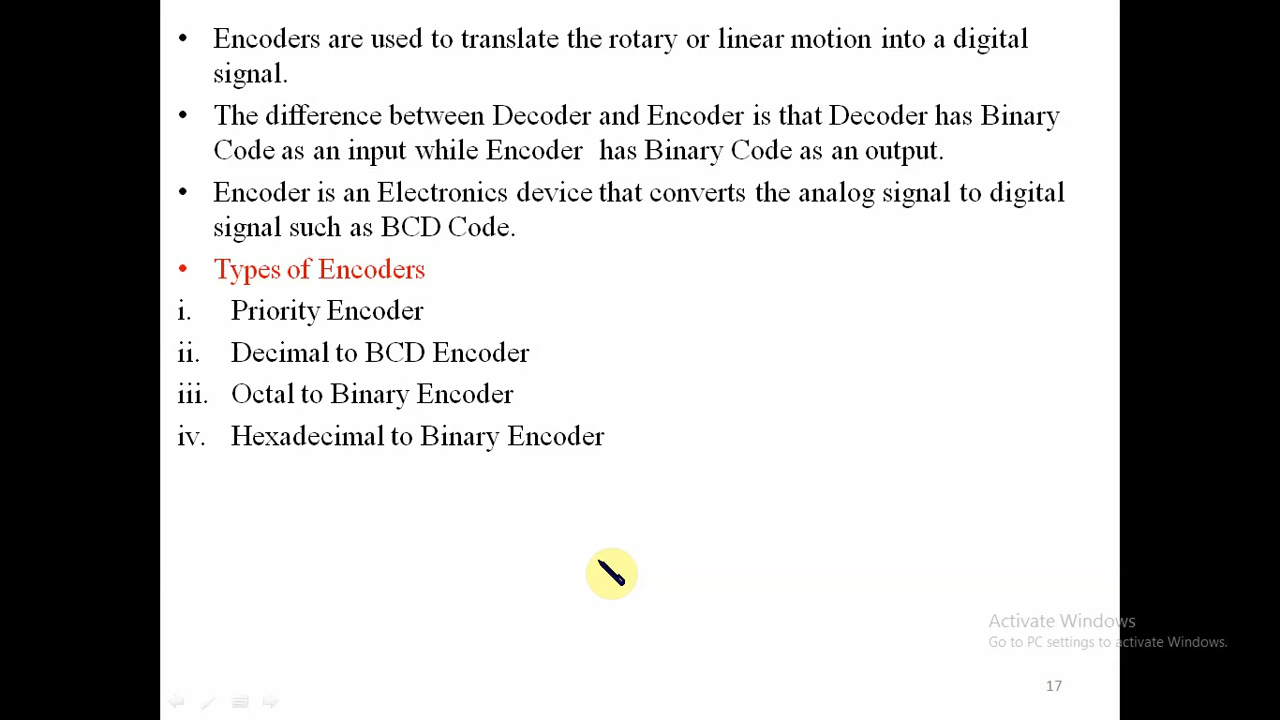 • Encoders are used to translate the rotary or linear motion into a digital
signal.
• The difference between Decoder and Encoder is that Decoder has Binary
Code as an input while Encoder has Binary Code as an output.
• Encoder is an Electronics device that converts the analog signal to digital
signal such as BCD Code.
• Types of Encoders
i. Priority Encoder
ii. Decimal to BCD Encoder
iii. Octal to Binary Encoder
iv. Hexadecimal to Binary Encoder
Activate Windows
Go to PC settings to activate Windows.
17